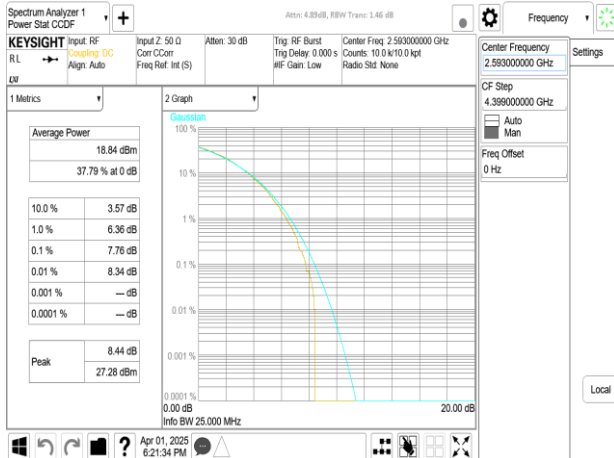 Spectrum Analyzer 1
Power Stat CCDF
Attn: 4.89dB, RBW Trans: 1.46 dB
Frequency
KEYSIGHT
RL
Input: RF
Coupling: DC
Align: Auto
Input Z: 50 Ω
Corr CCorr
Freq Ref: Int (S)
Atten: 30 dB
Trig: RF Burst
Trig Delay: 0.000 s
#IF Gain: Low
Center Freq: 2.593000000 GHz
Counts: 10.0 k/10.0 kpt
Radio Std: None
Center Frequency
2.593000000 GHz
Settings
CF Step
4.399000000 GHz
Auto
Man
Freq Offset
0 Hz
1 Metrics
Average Power
18.84 dBm
37.79 % at 0 dB
10.0 % 3.57 dB
1.0 % 6.36 dB
0.1 % 7.76 dB
0.01 % 8.34 dB
0.001 % --- dB
0.0001 % --- dB
Peak
8.44 dB
27.28 dBm
2 Graph
Gaussian
100 %
10 %
1 %
0.1 %
0.01 %
0.001 %
0.0001 %
0.00 dB 20.00 dB
Info BW 25.000 MHz
Local
?
Apr 01, 2025
6:21:34 PM